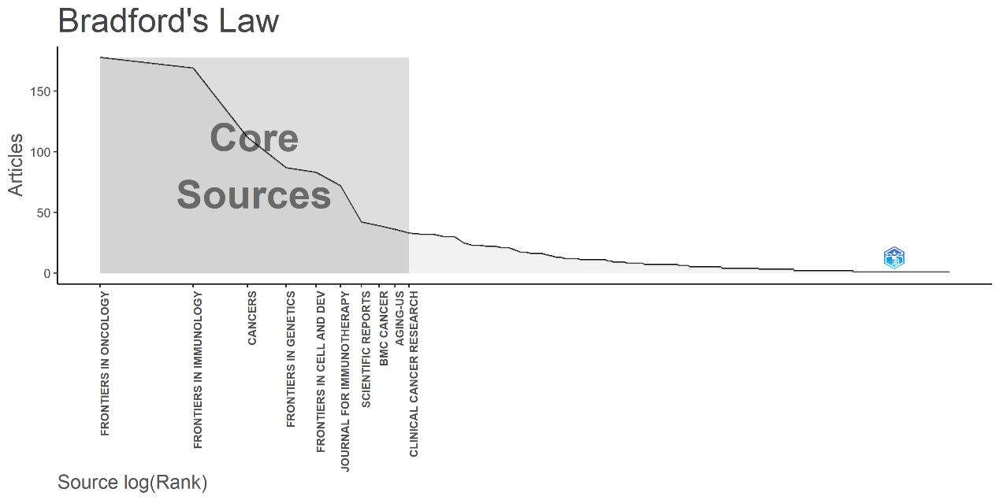 Bradford's Law
Articles
150
100
50
0
Core
Sources
FRONTIERS IN ONCOLOGY
FRONTIERS IN IMMUNOLOGY
CANCERS
FRONTIERS IN GENETICS
FRONTIERS IN CELL AND DEV
JOURNAL FOR IMMUNOTHERAPY
SCIENTIFIC REPORTS
BMC CANCER
AGING-US
CLINICAL CANCER RESEARCH
Source log(Rank)